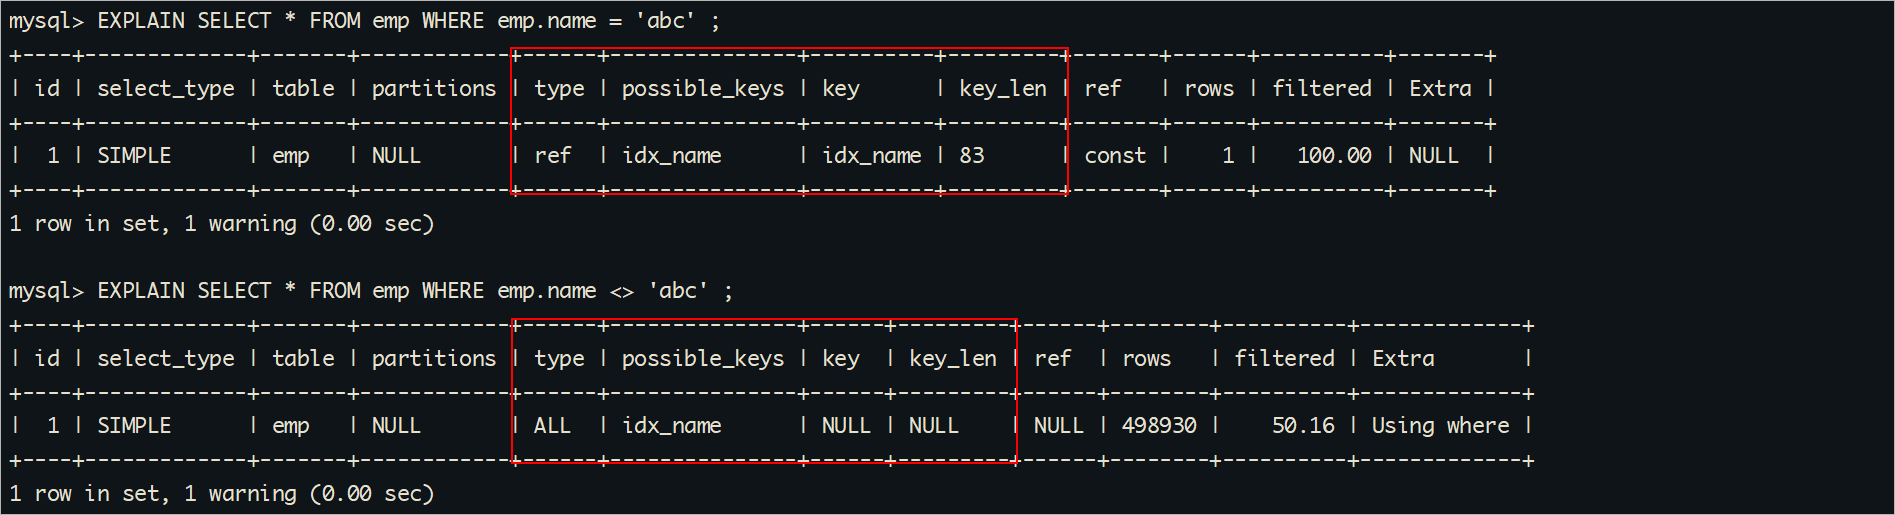 mysql> EXPLAIN SELECT * FROM emp WHERE emp.name = 'abc' ;
+----+-------------+-------+------------+------+---------------+----------+---------+-------+------+----------+-------+
| id | select_type | table | partitions | type | possible_keys | key      | key_len | ref   | rows | filtered | Extra |
+----+-------------+-------+------------+------+---------------+----------+---------+-------+------+----------+-------+
|  1 | SIMPLE      | emp   | NULL       | ref  | idx_name      | idx_name | 83      | const |    1 |   100.00 | NULL  |
+----+-------------+-------+------------+------+---------------+----------+---------+-------+------+----------+-------+
1 row in set, 1 warning (0.00 sec)
mysql> EXPLAIN SELECT * FROM emp WHERE emp.name <> 'abc' ;
+----+-------------+-------+------------+------+---------------+------+---------+------+--------+----------+-------------+
| id | select_type | table | partitions | type | possible_keys | key  | key_len | ref  | rows   | filtered | Extra       |
+----+-------------+-------+------------+------+---------------+------+---------+------+--------+----------+-------------+
|  1 | SIMPLE      | emp   | NULL       | ALL  | idx_name      | NULL | NULL    | NULL | 498930 |    50.16 | Using where |
+----+-------------+-------+------------+------+---------------+------+---------+------+--------+----------+-------------+
1 row in set, 1 warning (0.00 sec)